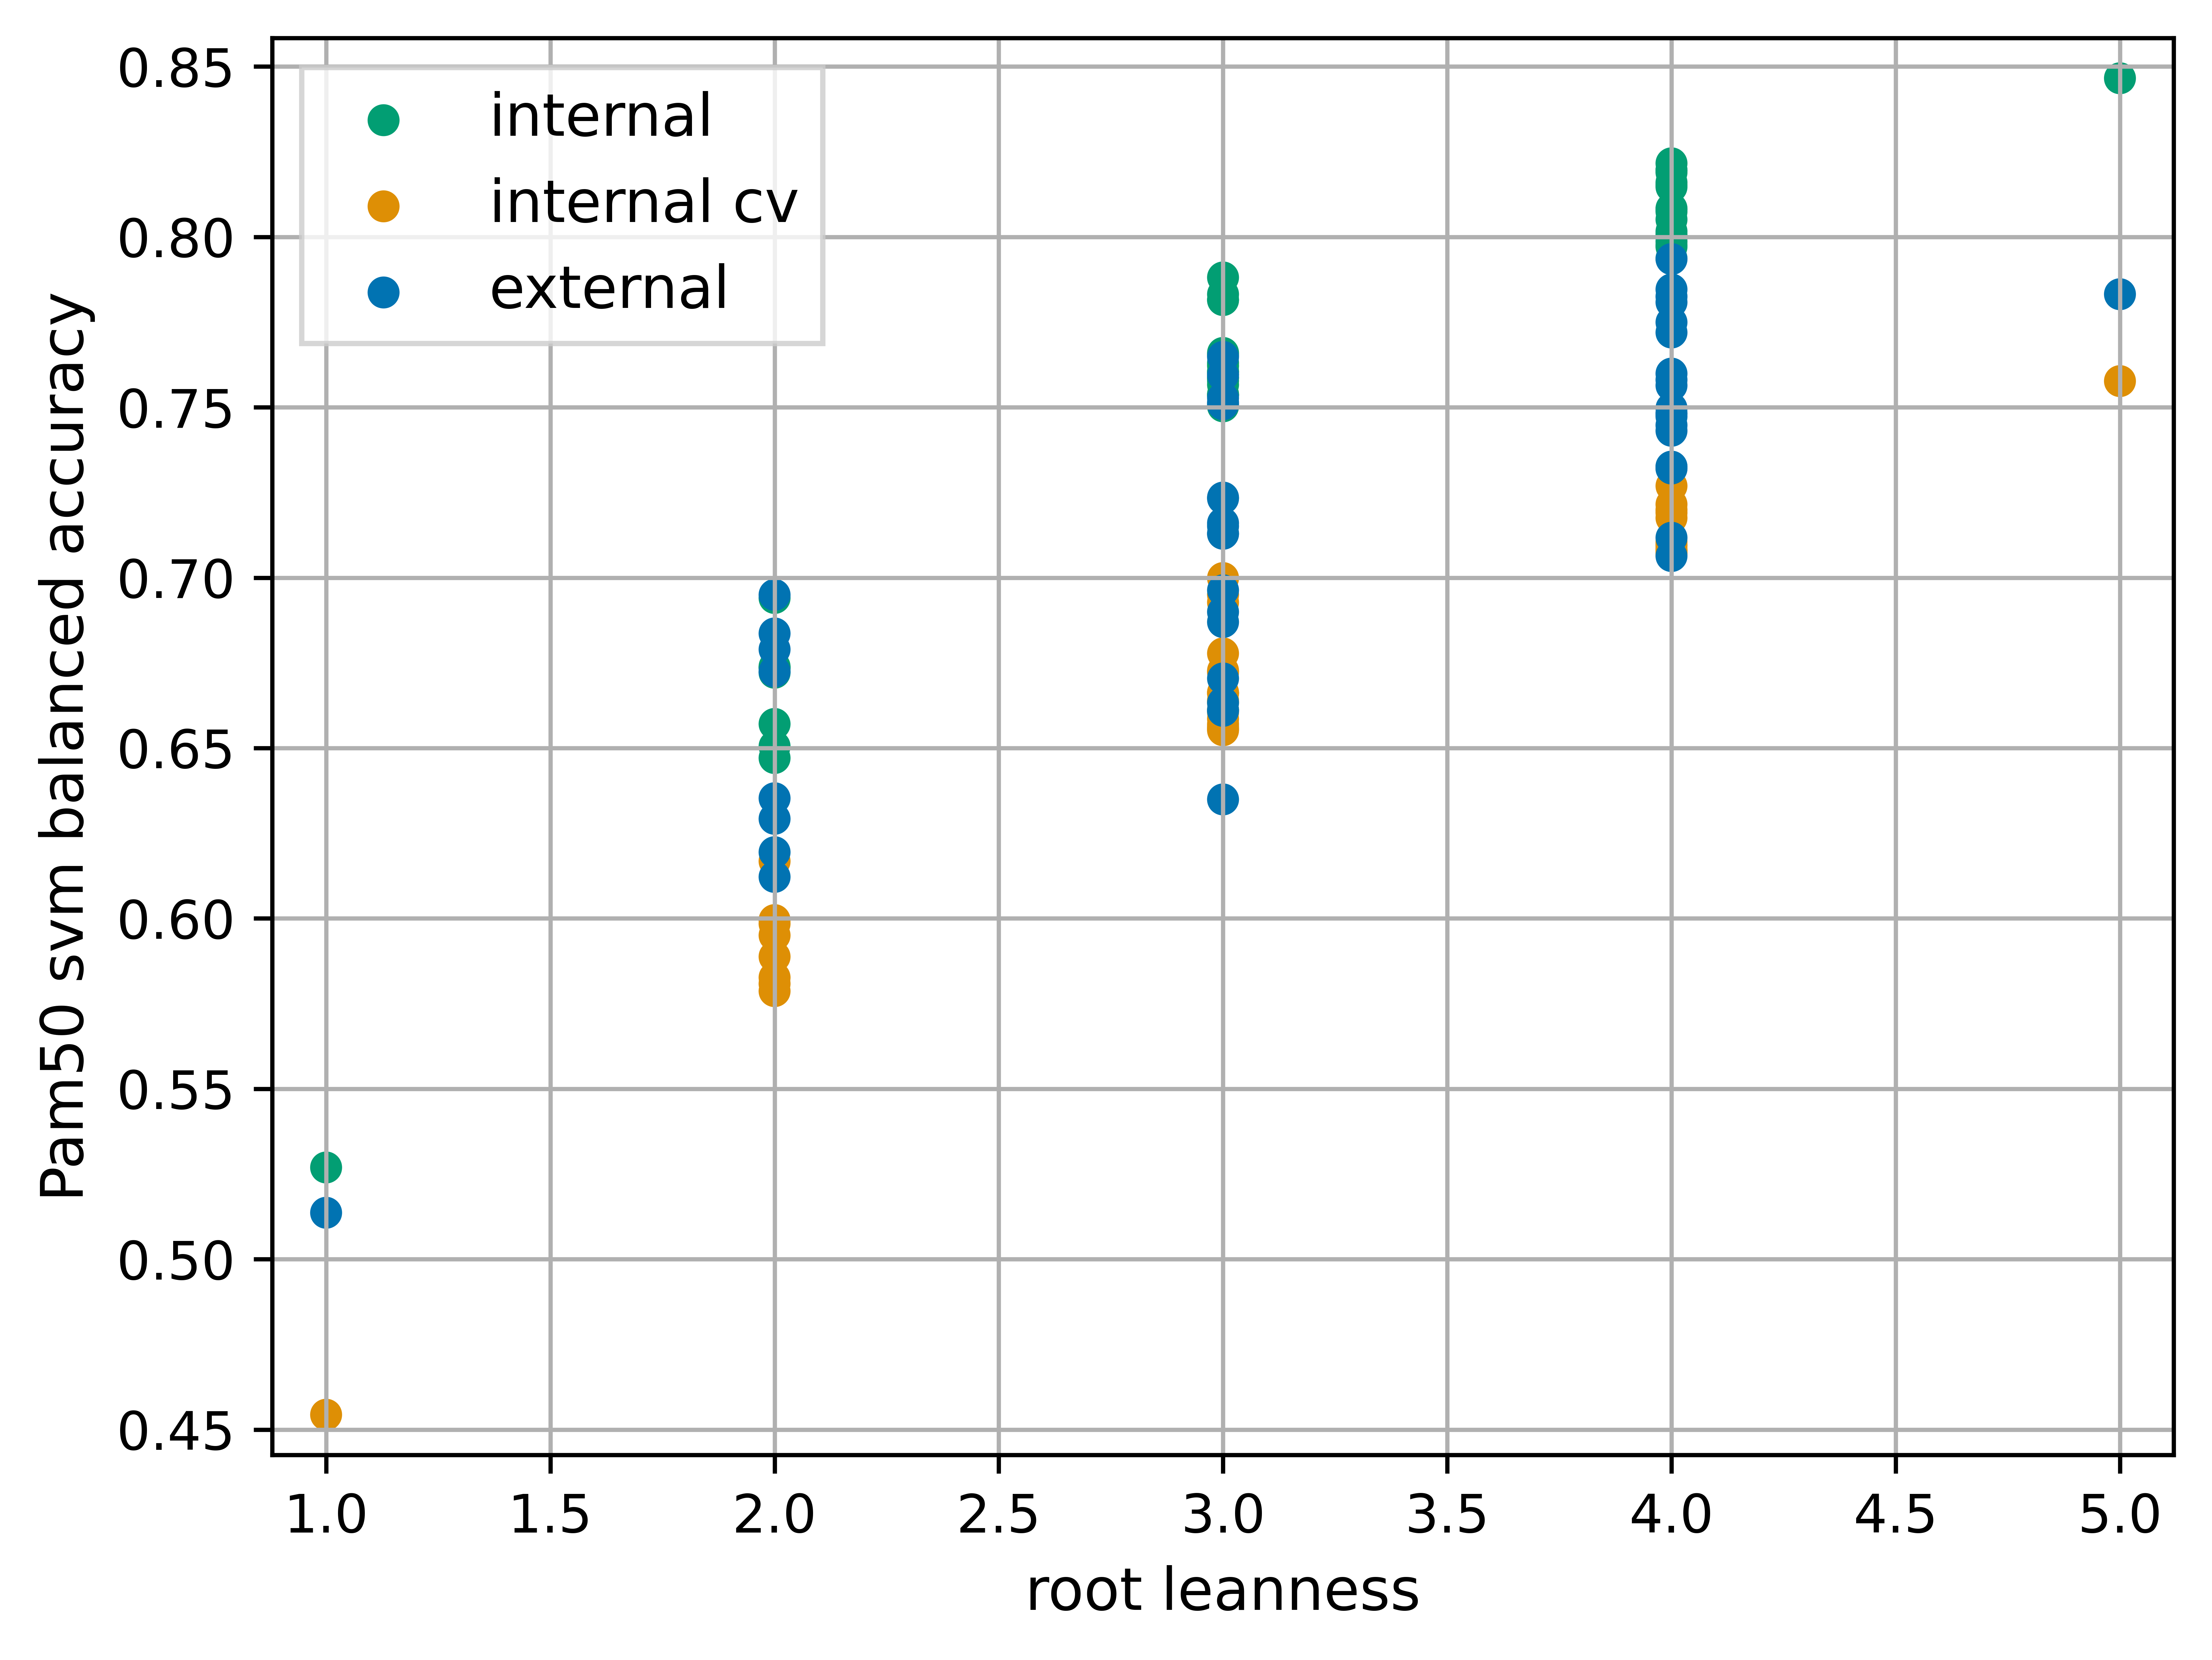 0.85
0.80
0.75
0.70
0.65
0.60
0.55
0.50
0.45
Pam50 svm balanced accuracy
internal
internal cv
external
1.0 1.5 2.0 2.5 3.0 3.5 4.0 4.5 5.0
root leanness